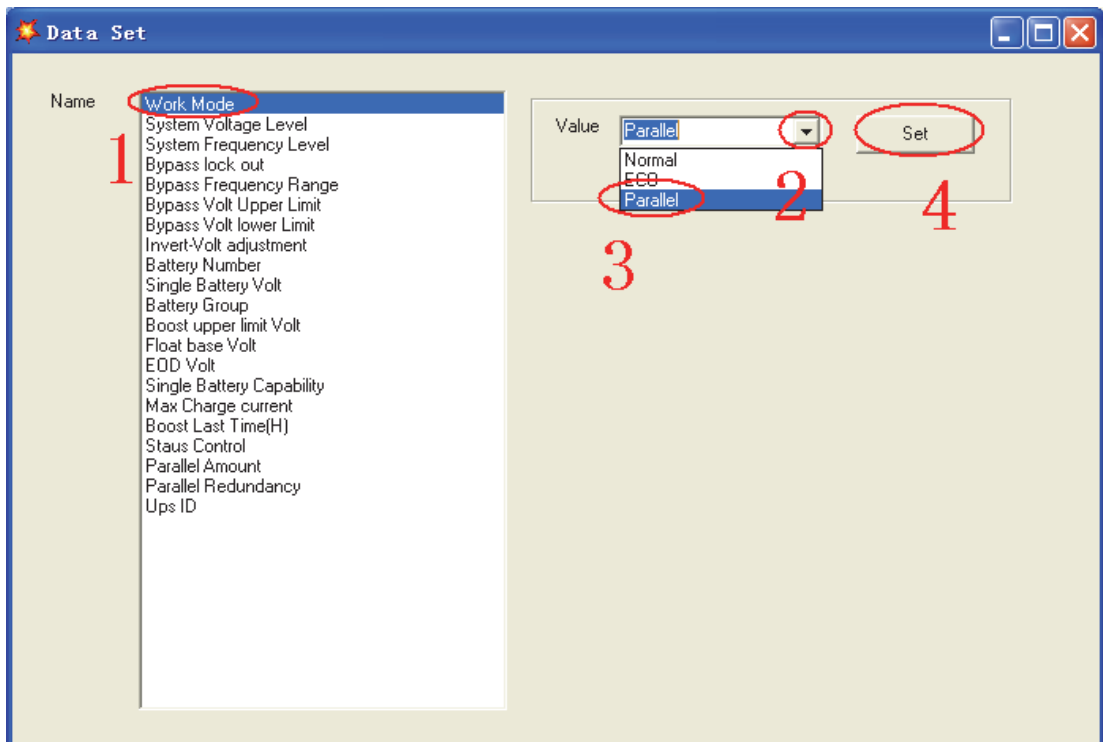 Data Set
Name
Work Mode
System Voltage Level
System Frequency Level
Bypass lock out
Bypass Frequency Range
Bypass Volt Upper Limit
Bypass Volt lower Limit
Invert-Volt adjustment
Battery Number
Single Battery Volt
Battery Group
Boost upper limit Volt
Float base Volt
EOD Volt
Single Battery Capability
Max Charge current
Boost Last Time(H)
Staus Control
Parallel Amount
Parallel Redundancy
Ups ID
1
Value
Parallel
Set
Normal
ECO
Parallel
2
4
3